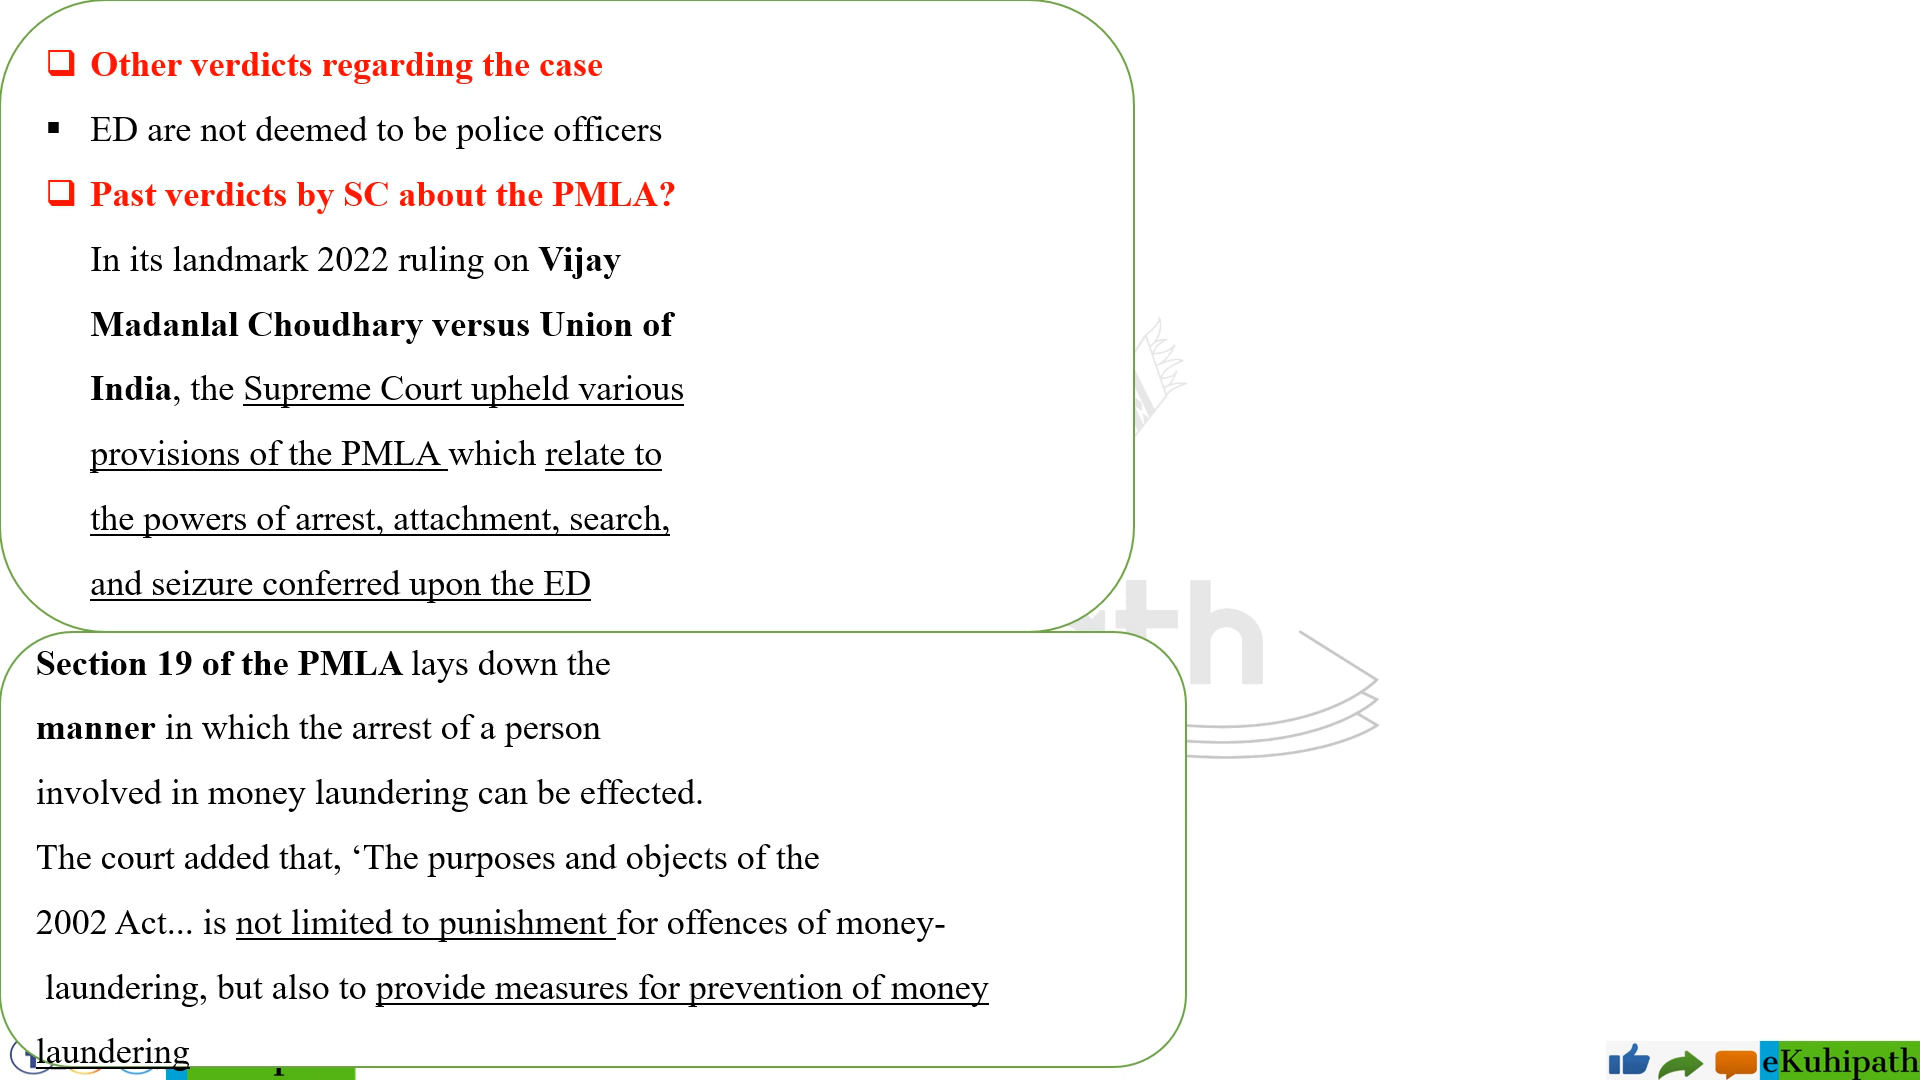 Other verdicts regarding the case
ED are not deemed to be police officers
Past verdicts by SC about the PMLA?
In its landmark 2022 ruling on Vijay
Madanlal Choudhary versus Union of
India, the Supreme Court upheld various
provisions of the PMLA which relate to
the powers of arrest, attachment, search,
and seizure conferred upon the ED
Section 19 of the PMLA lays down the
manner in which the arrest of a person
involved in money laundering can be effected.
The court added that, ‘The purposes and objects of the
2002 Act... is not limited to punishment for offences of money-
laundering, but also to provide measures for prevention of money
laundering
eKuhipath